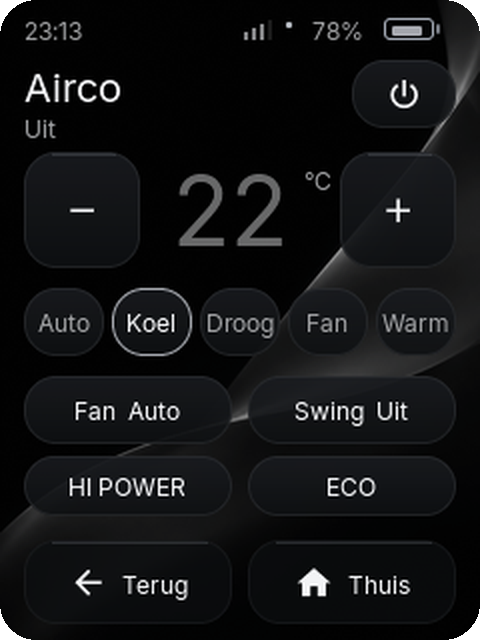 23:13 78%
Airco
Uit
− 22 °C +
Auto Koel Droog Fan Warm
Fan Auto Swing Uit
HI POWER ECO
Terug Thuis